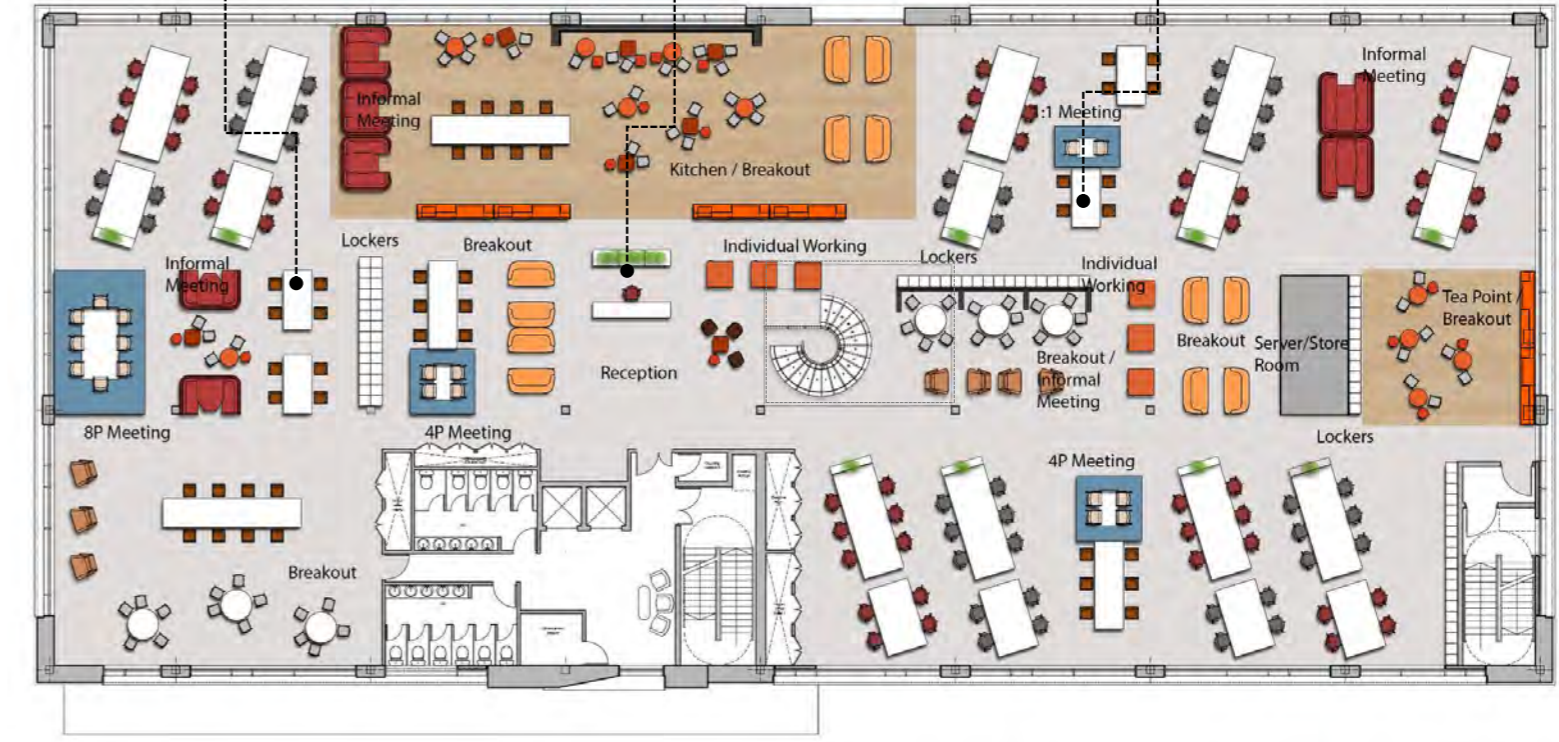 Informal
Meeting
Informal
Meeting
:1 Meeting
Kitchen / Breakout
Lockers
Breakout
Individual Working
Lockers
Informal
Meeting
Individual
Working
Tea Point /
Breakout
Reception
Breakout /
Informal
Meeting
Breakout
Server/Store
Room
8P Meeting
4P Meeting
Lockers
4P Meeting
Breakout